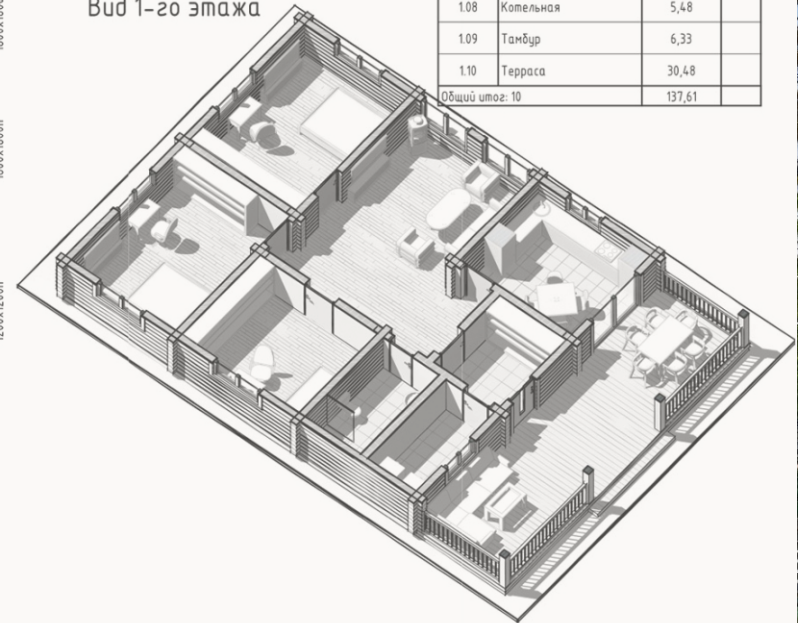 Вид 1-го этажа
1.08 Котельная 5,48
1.09 Тамбур 6,33
1.10 Терраса 30,48
Общий итог: 10 137,61